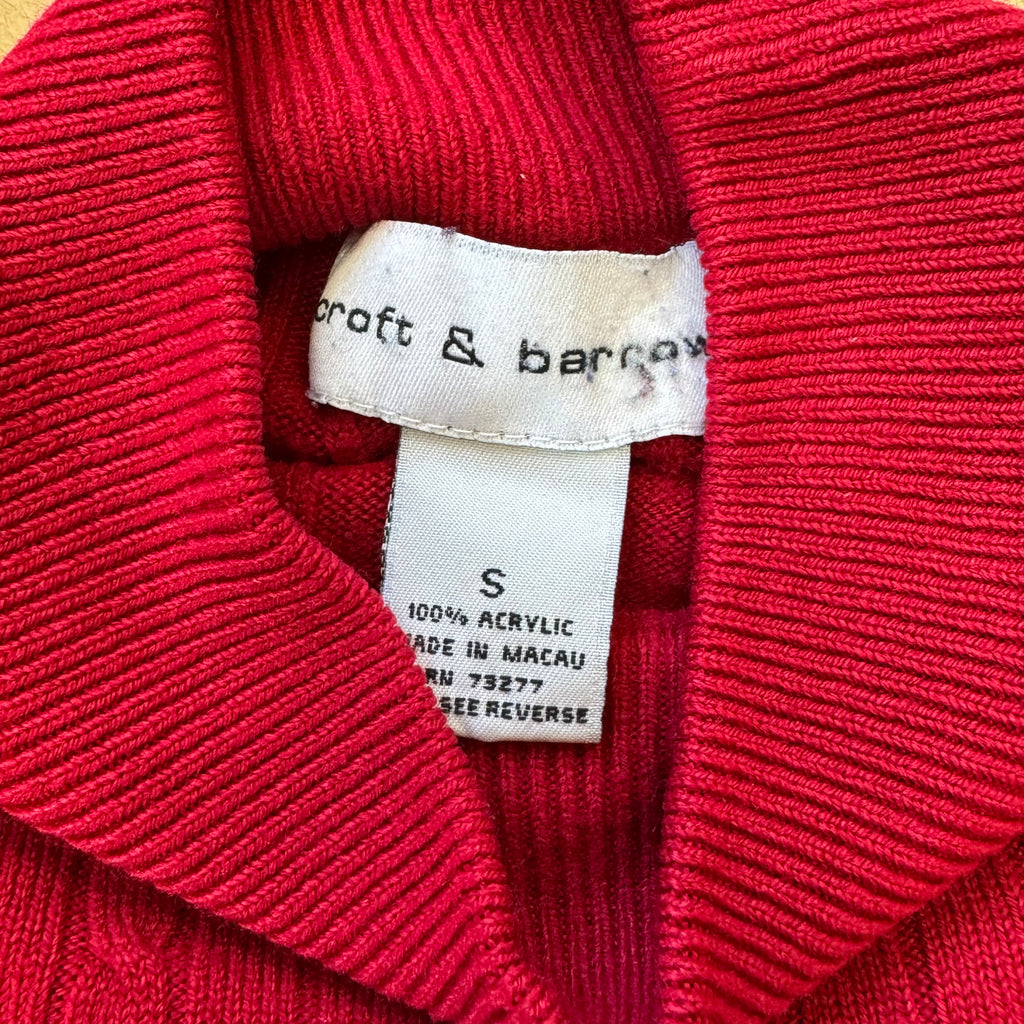 croft & barrow
S
100% ACRYLIC
MADE IN MACAU
RN 73277
SEE REVERSE